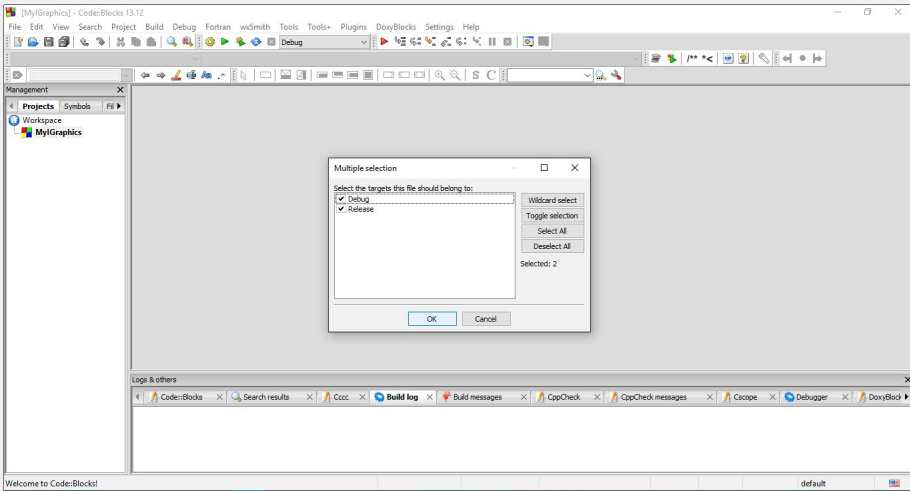 [MyIGraphics] - Code::Blocks 13.12
File Edit View Search Project Build Debug Fortran wxSmith Tools Tools+ Plugins DoxyBlocks Settings Help
Debug
/** *<
S C
Management
Projects Symbols Fil
Workspace
MyIGraphics
Multiple selection
Select the targets this file should belong to:
Debug
Release
Wildcard select
Toggle selection
Select All
Deselect All
Selected: 2
OK Cancel
Logs & others
Code::Blocks Search results Cccc Build log Build messages CppCheck CppCheck messages Cscope Debugger DoxyBlock
Welcome to Code::Blocks! default